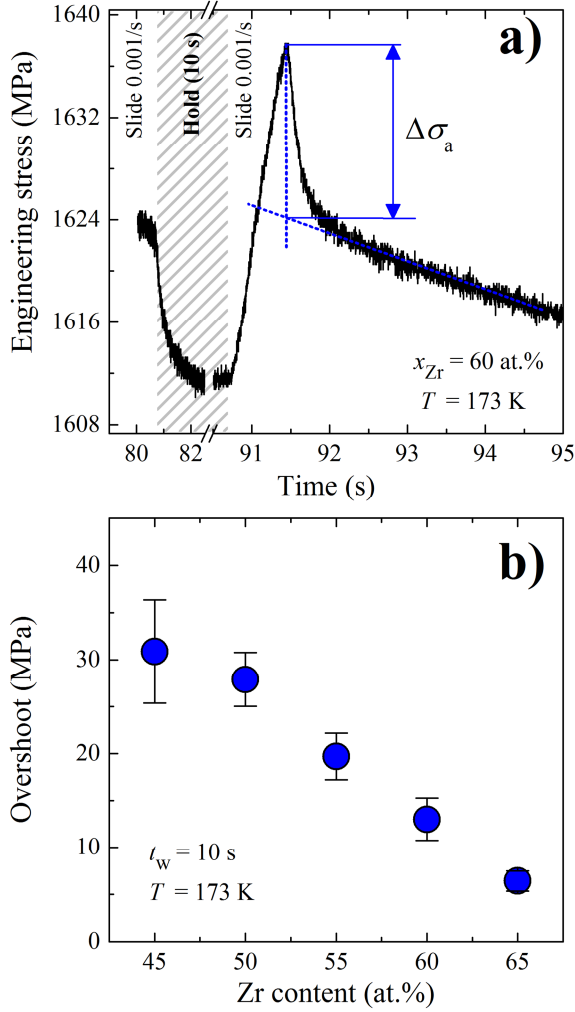 a)
Slide 0.001/s
Hold (10 s)
Slide 0.001/s
Δσa
Engineering stress (MPa)
1640
1632
1624
1616
1608
xZr = 60 at.%
T = 173 K
80 82 91 92 93 94 95
Time (s)
b)
Overshoot (MPa)
40
30
20
10
0
tw = 10 s
T = 173 K
45 50 55 60 65
Zr content (at.%)